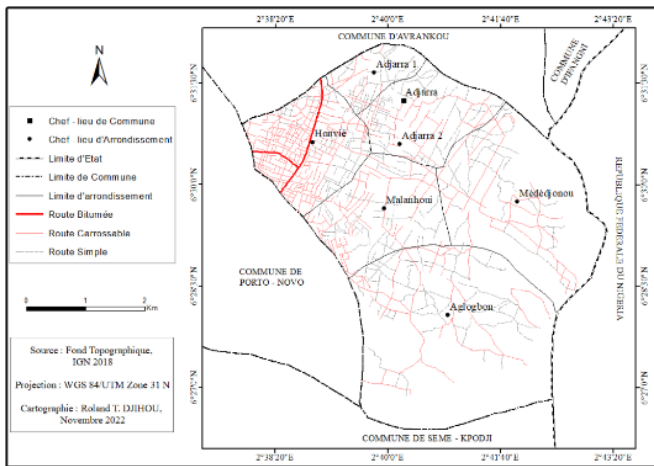 2°38'20"E 2°40'0"E 2°41'40"E 2°43'20"E
COMMUNE D'AVRANKOU
COMMUNE
D'IFANGNI
N
Adjarra 1
Adjarra
Honvié
Adjarra 2
Malanhoui
Mèdédjonou
Aglogbon
Chef - lieu de Commune
Chef - lieu d'Arrondissement
Limite d'Etat
Limite de Commune
Limite d'arrondissement
Route Bitumée
Route Carrossable
Route Simple
0 1 2
Km
COMMUNE DE
PORTO - NOVO
REPUBLIQUE FEDERALE DU NIGERIA
Source : Fond Topographique,
IGN 2018
Projection : WGS 84/UTM Zone 31 N
Cartographie : Roland T. DJIHOU,
Novembre 2022
COMMUNE DE SEME - KPODJI
2°38'20"E 2°40'0"E 2°41'40"E 2°43'20"E